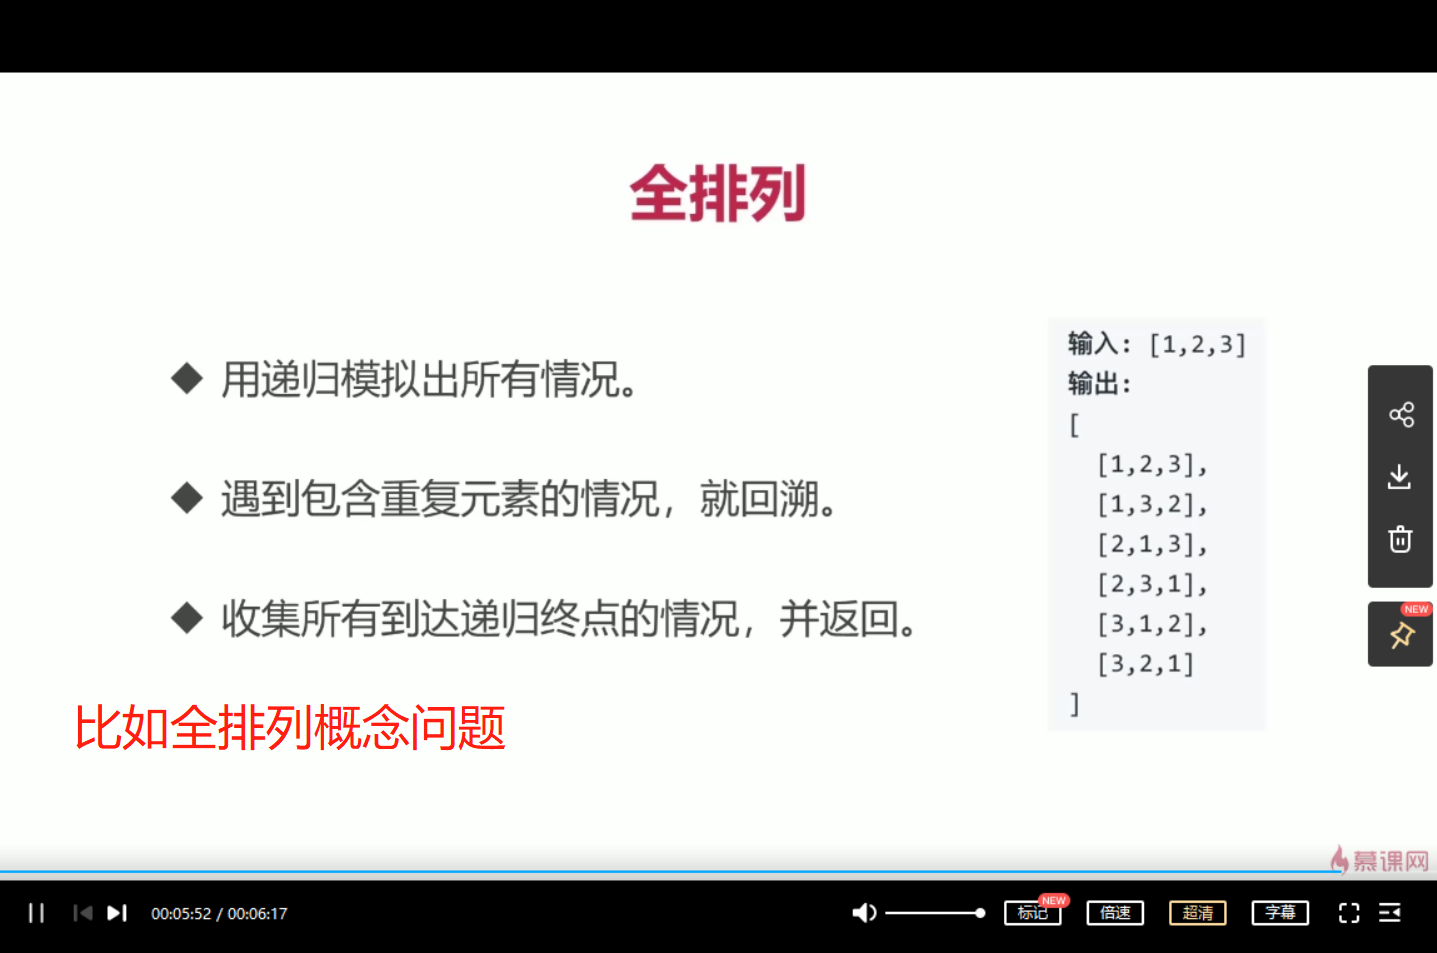 全排列
◆ 用递归模拟出所有情况。
◆ 遇到包含重复元素的情况，就回溯。
◆ 收集所有到达递归终点的情况，并返回。
输入: [1,2,3]
输出:
[
[1,2,3],
[1,3,2],
[2,1,3],
[2,3,1],
[3,1,2],
[3,2,1]
]
比如全排列概念问题
NEW
慕课网
00:05:52 / 00:06:17
标记
NEW
倍速
超清
字幕